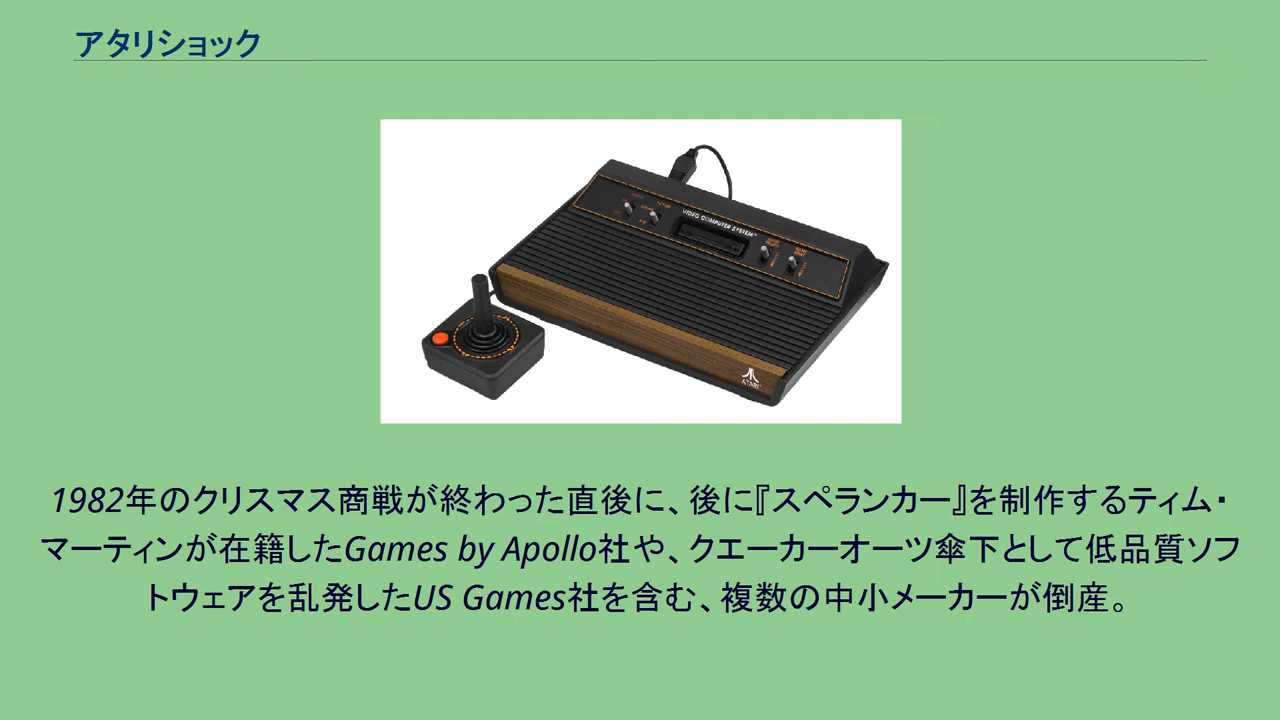 アタリショック
VIDEO COMPUTER SYSTEM™
ATARI
1982年のクリスマス商戦が終わった直後に、後に『スペランカー』を制作するティム・
マーティンが在籍したGames by Apollo社や、クエーカーオーツ傘下として低品質ソフ
トウェアを乱発したUS Games社を含む、複数の中小メーカーが倒産。